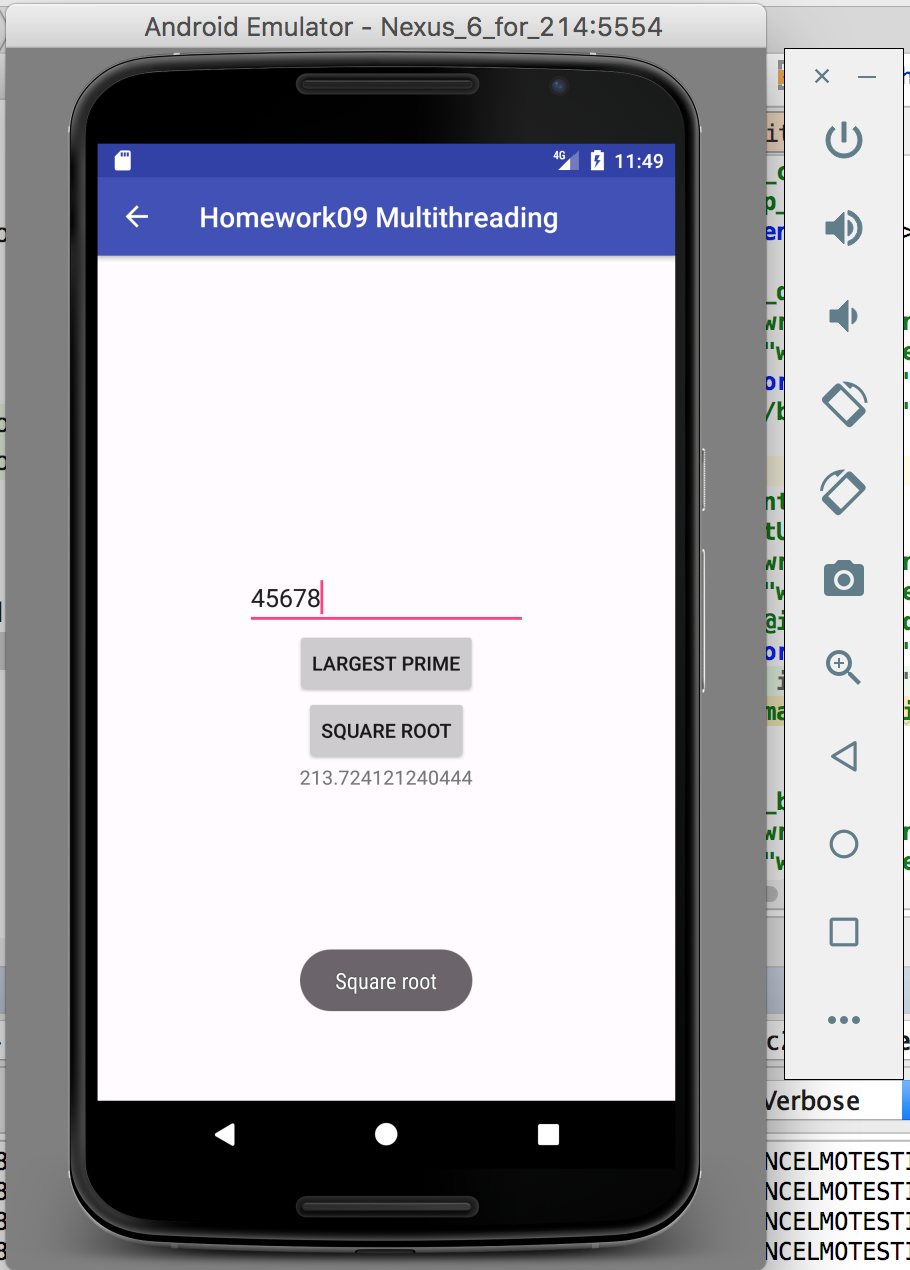 Android Emulator - Nexus_6_for_214:5554
4G 11:49
Homework09 Multithreading
45678
LARGEST PRIME
SQUARE ROOT
213.724121240444
Square root
Verbose
NCELMOTESTI
NCELMOTESTI
NCELMOTESTI
NCELMOTESTI